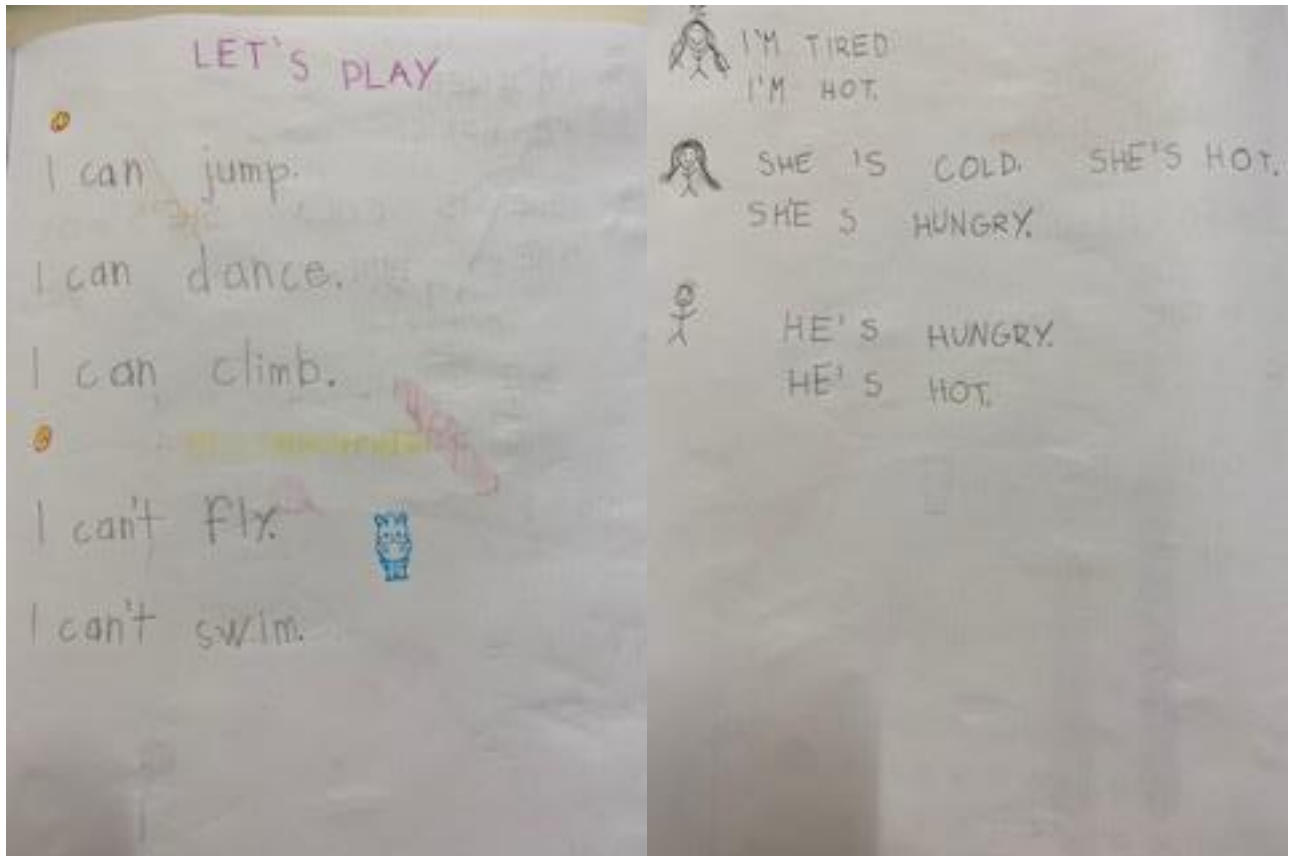 LET'S PLAY
I can jump.
I can dance.
I can climb.
I can't fly.
I can't swim.
I'M TIRED
I'M HOT.
SHE 'S COLD. SHE'S HOT.
SHE S HUNGRY.
HE'S HUNGRY.
HE'S HOT.